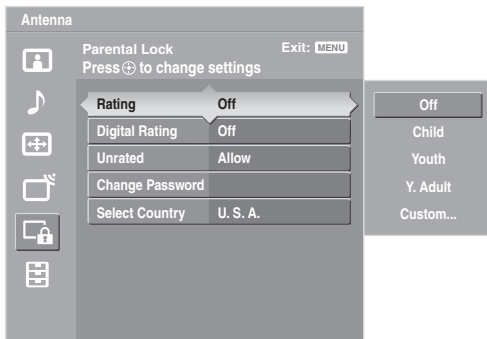 Antenna
Parental Lock Exit: MENU
Press to change settings
Rating Off
Digital Rating Off
Unrated Allow
Change Password
Select Country U. S. A.
Off
Child
Youth
Y. Adult
Custom...